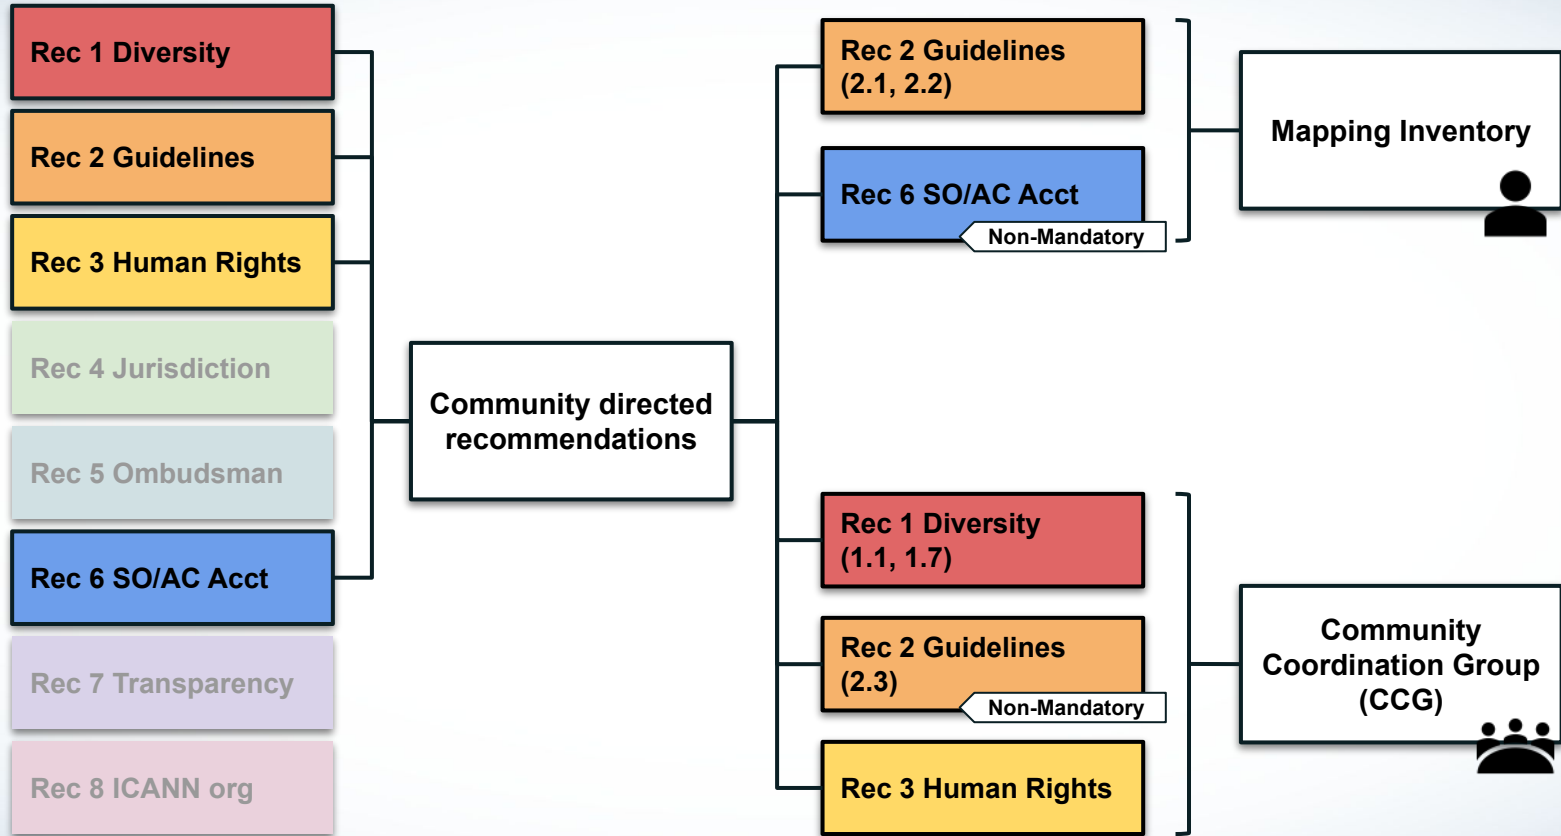 Rec 1 Diversity
Rec 2 Guidelines
Rec 3 Human Rights
Rec 4 Jurisdiction
Rec 5 Ombudsman
Rec 6 SO/AC Acct
Rec 7 Transparency
Rec 8 ICANN org
Community directed
recommendations
Rec 2 Guidelines
(2.1, 2.2)
Rec 6 SO/AC Acct
Non-Mandatory
Rec 1 Diversity
(1.1, 1.7)
Rec 2 Guidelines
(2.3)
Non-Mandatory
Rec 3 Human Rights
Mapping Inventory
Community
Coordination Group
(CCG)